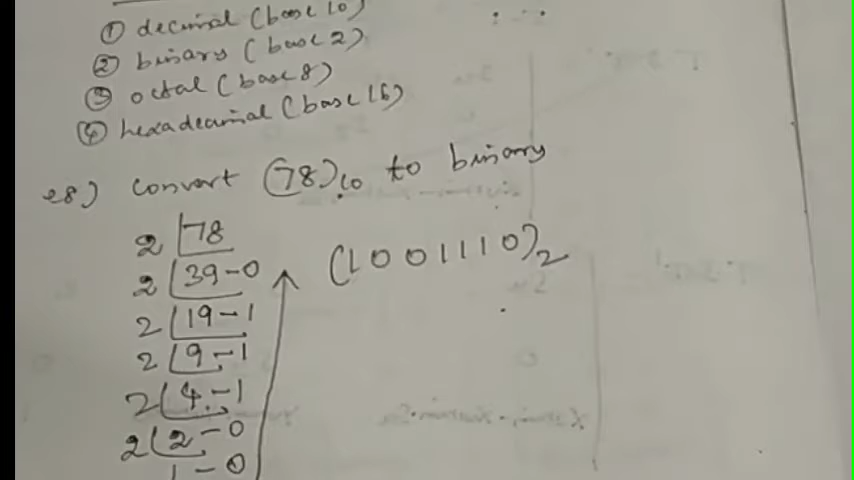 ① decimal (base 10)
② binary (base 2)
③ octal (base 8)
④ hexadecimal (base 16)
eg) convert (78)10 to binary
2 | 78
2 | 39 - 0 (1001110)2
2 | 19 - 1
2 | 9 - 1
2 | 4 - 1
2 | 2 - 0
1 - 0